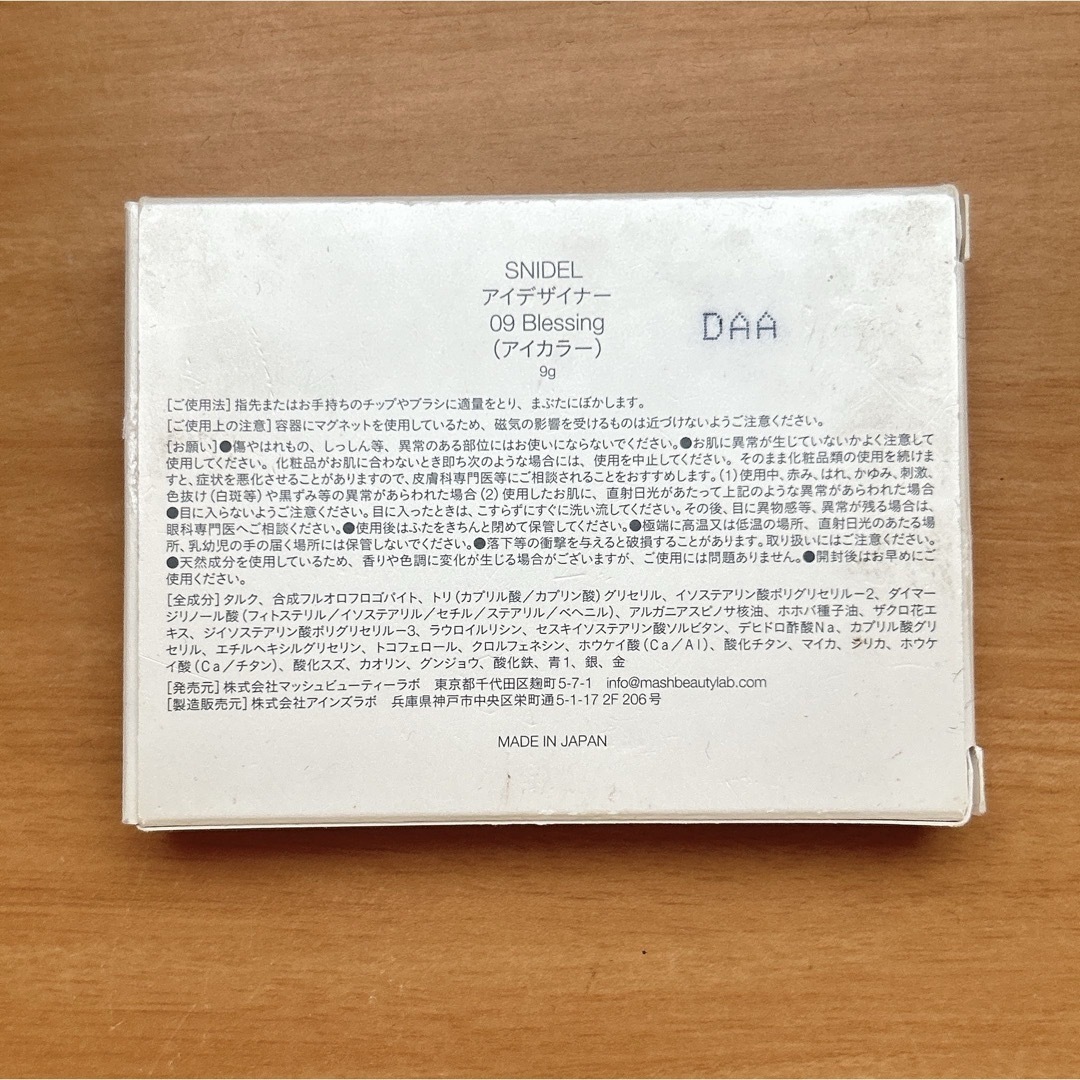 SNIDEL
アイデザイナー
09 Blessing
(アイカラー)
9g
DAA
[ご使用法]指先またはお手持ちのチップやブラシに適量をとり、まぶたにぼかします。
[ご使用上の注意]容器にマグネットを使用しているため、磁気の影響を受けるものは近づけないようご注意ください。
[お願い]●傷やはれもの、しっしん等、異常のある部位にはお使いにならないでください。●お肌に異常が生じていないかよく注意して
使用してください。化粧品がお肌に合わないとき即ち次のような場合には、使用を中止してください。そのまま化粧品類の使用を続けま
すと、症状を悪化させることがありますので、皮膚科専門医等にご相談されることをおすすめします。(1)使用中、赤み、はれ、かゆみ、刺激、
色抜け(白斑等)や黒ずみ等の異常があらわれた場合(2)使用したお肌に、直射日光があたって上記のような異常があらわれた場合
●目に入らないようご注意ください。目に入ったときは、こすらずにすぐに洗い流してください。その後、目に異物感等、異常が残る場合は、
眼科専門医へご相談ください。●使用後はふたをきちんと閉めて保管してください。●極端に高温又は低温の場所、直射日光のあたる場
所、乳幼児の手の届く場所には保管しないでください。●落下等の衝撃を与えると破損することがあります。取り扱いにはご注意ください。
●天然成分を使用しているため、香りや色調に変化が生じる場合がございますが、ご使用には問題ありません。●開封後はお早めにご
使用ください。
[全成分]タルク、合成フルオロフロゴパイト、トリ(カプリル酸/カプリン酸)グリセリル、イソステアリン酸ポリグリセリル-2、ダイマー
ジリノール酸(フィトステリル/イソステアリル/セチル/ステアリル/ベヘニル)、アルガニアスピノサ核油、ホホバ種子油、ザクロ花エ
キス、ジイソステアリン酸ポリグリセリル-3、ラウロイルリシン、セスキイソステアリン酸ソルビタン、デヒドロ酢酸Na、カプリル酸グリ
セリル、エチルヘキシルグリセリン、トコフェロール、クロルフェネシン、ホウケイ酸(Ca/Al)、酸化チタン、マイカ、シリカ、ホウケ
イ酸(Ca/チタン)、酸化スズ、カオリン、グンジョウ、酸化鉄、青1、銀、金
[発売元]株式会社マッシュビューティーラボ 東京都千代田区麹町5-7-1 info@mashbeautylab.com
[製造販売元]株式会社アインズラボ 兵庫県神戸市中央区栄町通5-1-17 2F 206号
MADE IN JAPAN